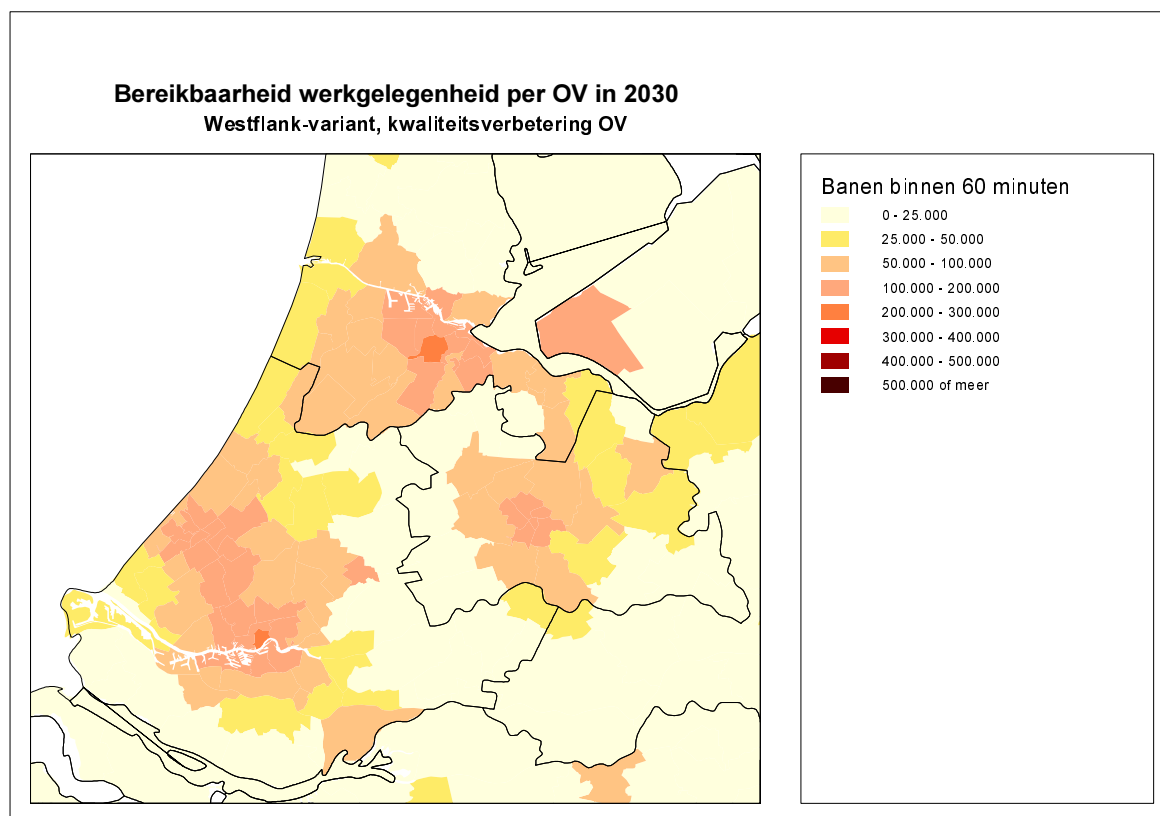 Bereikbaarheid werkgelegenheid per OV in 2030
Westflank-variant, kwaliteitsverbetering OV
Banen binnen 60 minuten
0 - 25.000
25.000 - 50.000
50.000 - 100.000
100.000 - 200.000
200.000 - 300.000
300.000 - 400.000
400.000 - 500.000
500.000 of meer